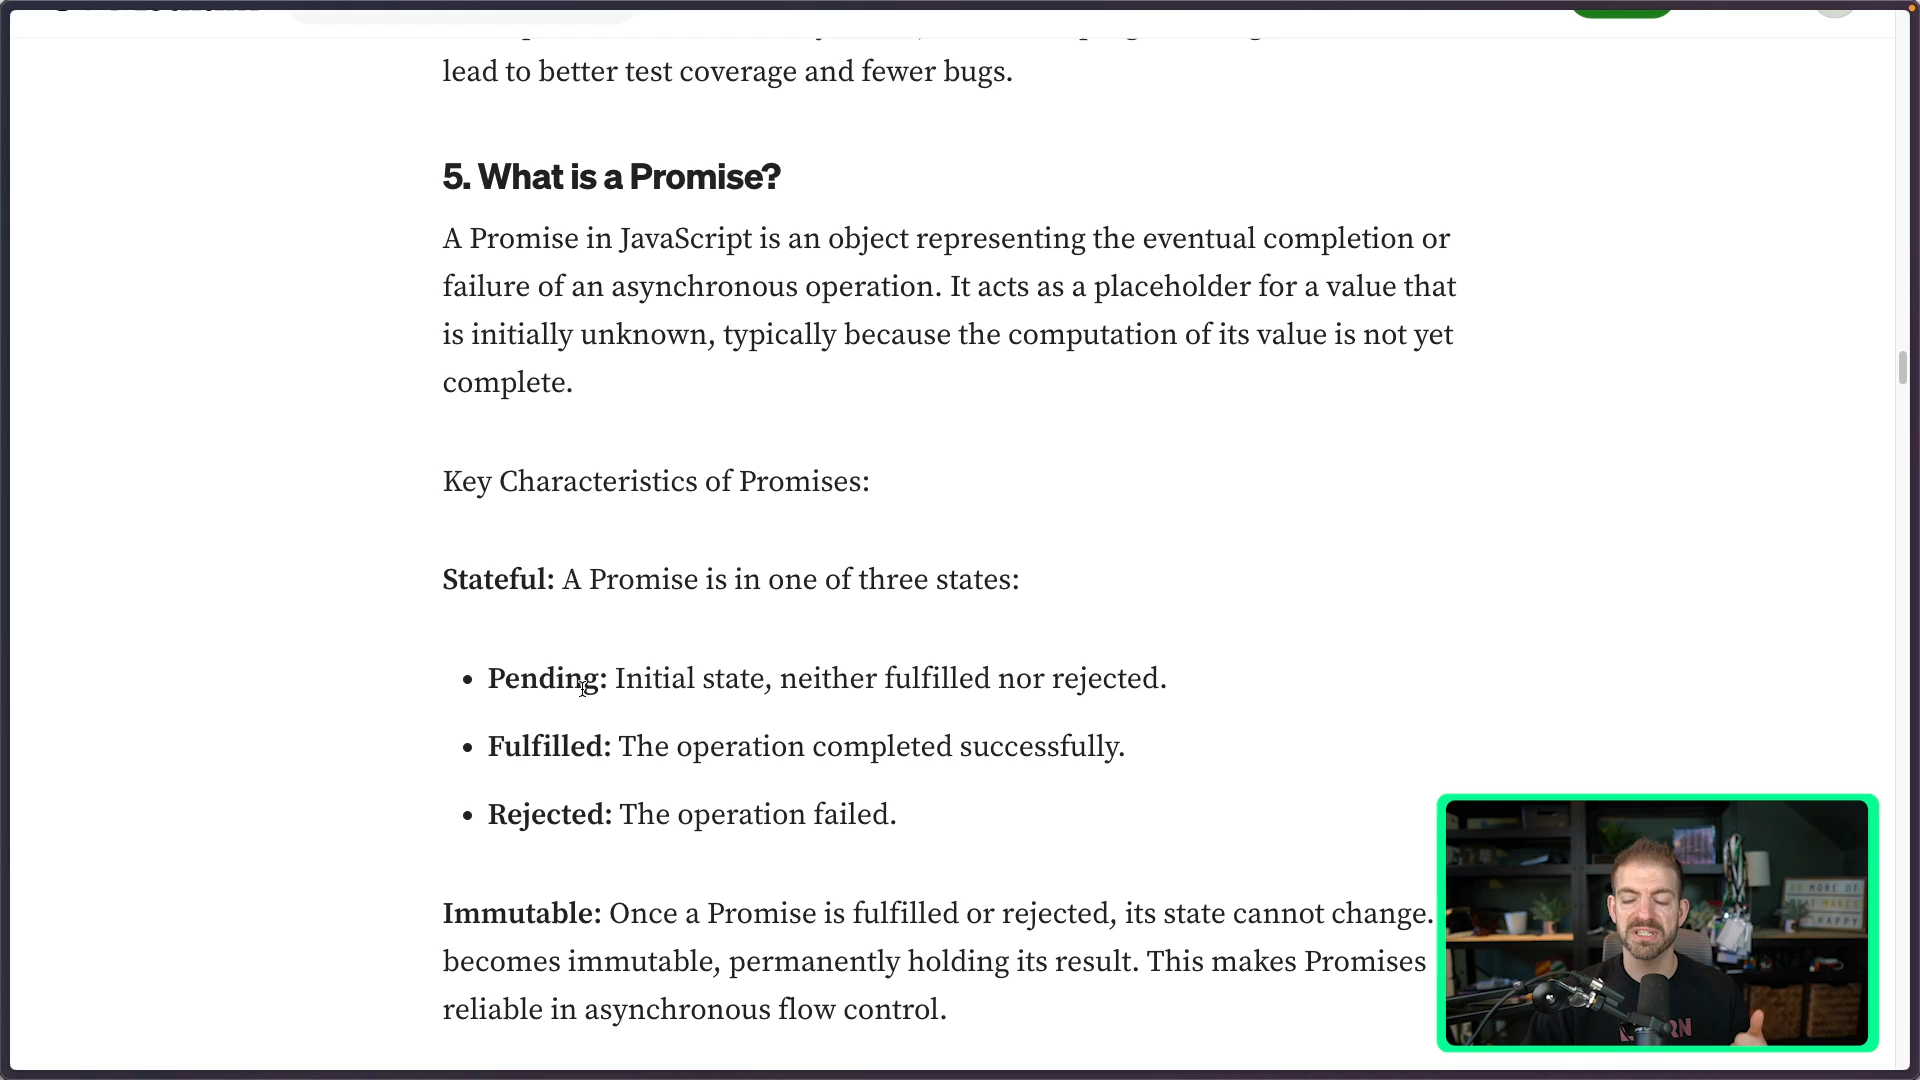 lead to better test coverage and fewer bugs.
5. What is a Promise?
A Promise in JavaScript is an object representing the eventual completion or
failure of an asynchronous operation. It acts as a placeholder for a value that
is initially unknown, typically because the computation of its value is not yet
complete.
Key Characteristics of Promises:
Stateful: A Promise is in one of three states:
• Pending: Initial state, neither fulfilled nor rejected.
• Fulfilled: The operation completed successfully.
• Rejected: The operation failed.
Immutable: Once a Promise is fulfilled or rejected, its state cannot change.
becomes immutable, permanently holding its result. This makes Promises
reliable in asynchronous flow control.
MORE OF
MAKES
HAPPY